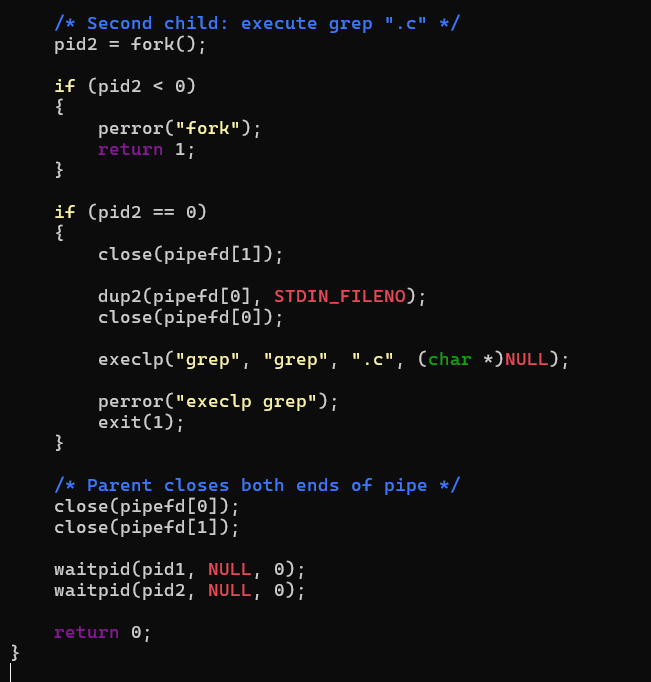 /* Second child: execute grep ".c" */
pid2 = fork();
if (pid2 < 0)
{
perror("fork");
return 1;
}
if (pid2 == 0)
{
close(pipefd[1]);
dup2(pipefd[0], STDIN_FILENO);
close(pipefd[0]);
execlp("grep", "grep", ".c", (char *)NULL);
perror("execlp grep");
exit(1);
}
/* Parent closes both ends of pipe */
close(pipefd[0]);
close(pipefd[1]);
waitpid(pid1, NULL, 0);
waitpid(pid2, NULL, 0);
return 0;
}